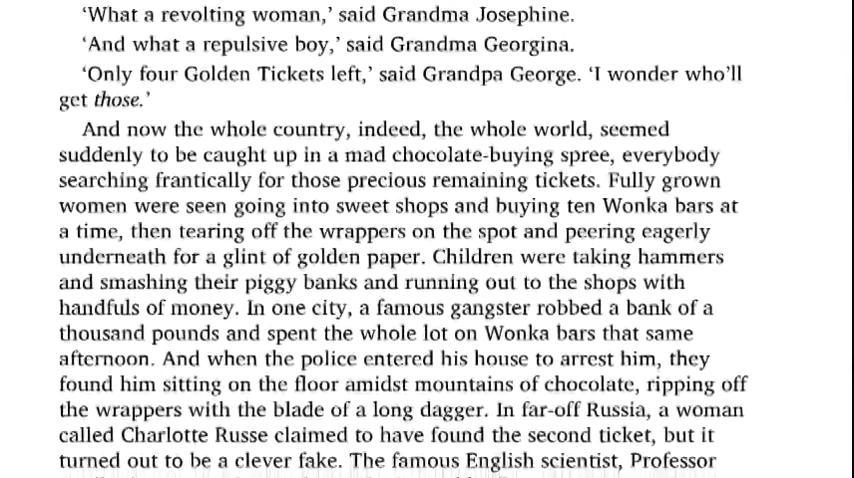 ‘What a revolting woman,’ said Grandma Josephine.
‘And what a repulsive boy,’ said Grandma Georgina.
‘Only four Golden Tickets left,’ said Grandpa George. ‘I wonder who’ll
get those.’
And now the whole country, indeed, the whole world, seemed
suddenly to be caught up in a mad chocolate-buying spree, everybody
searching frantically for those precious remaining tickets. Fully grown
women were seen going into sweet shops and buying ten Wonka bars at
a time, then tearing off the wrappers on the spot and peering eagerly
underneath for a glint of golden paper. Children were taking hammers
and smashing their piggy banks and running out to the shops with
handfuls of money. In one city, a famous gangster robbed a bank of a
thousand pounds and spent the whole lot on Wonka bars that same
afternoon. And when the police entered his house to arrest him, they
found him sitting on the floor amidst mountains of chocolate, ripping off
the wrappers with the blade of a long dagger. In far-off Russia, a woman
called Charlotte Russe claimed to have found the second ticket, but it
turned out to be a clever fake. The famous English scientist, Professor